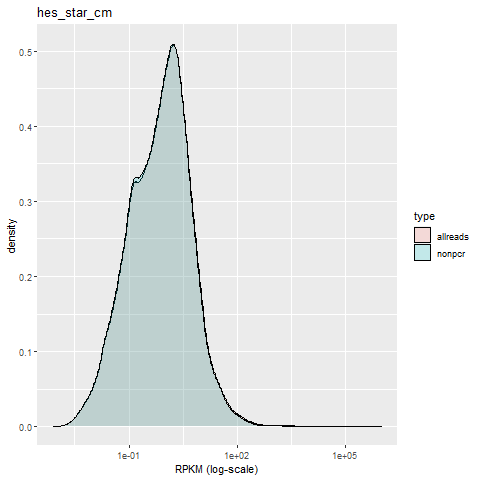 hes_star_cm
0.5
0.4
0.3
0.2
0.1
0.0
density
1e-01
1e+02
1e+05
RPKM (log-scale)
type
allreads
nonpcr